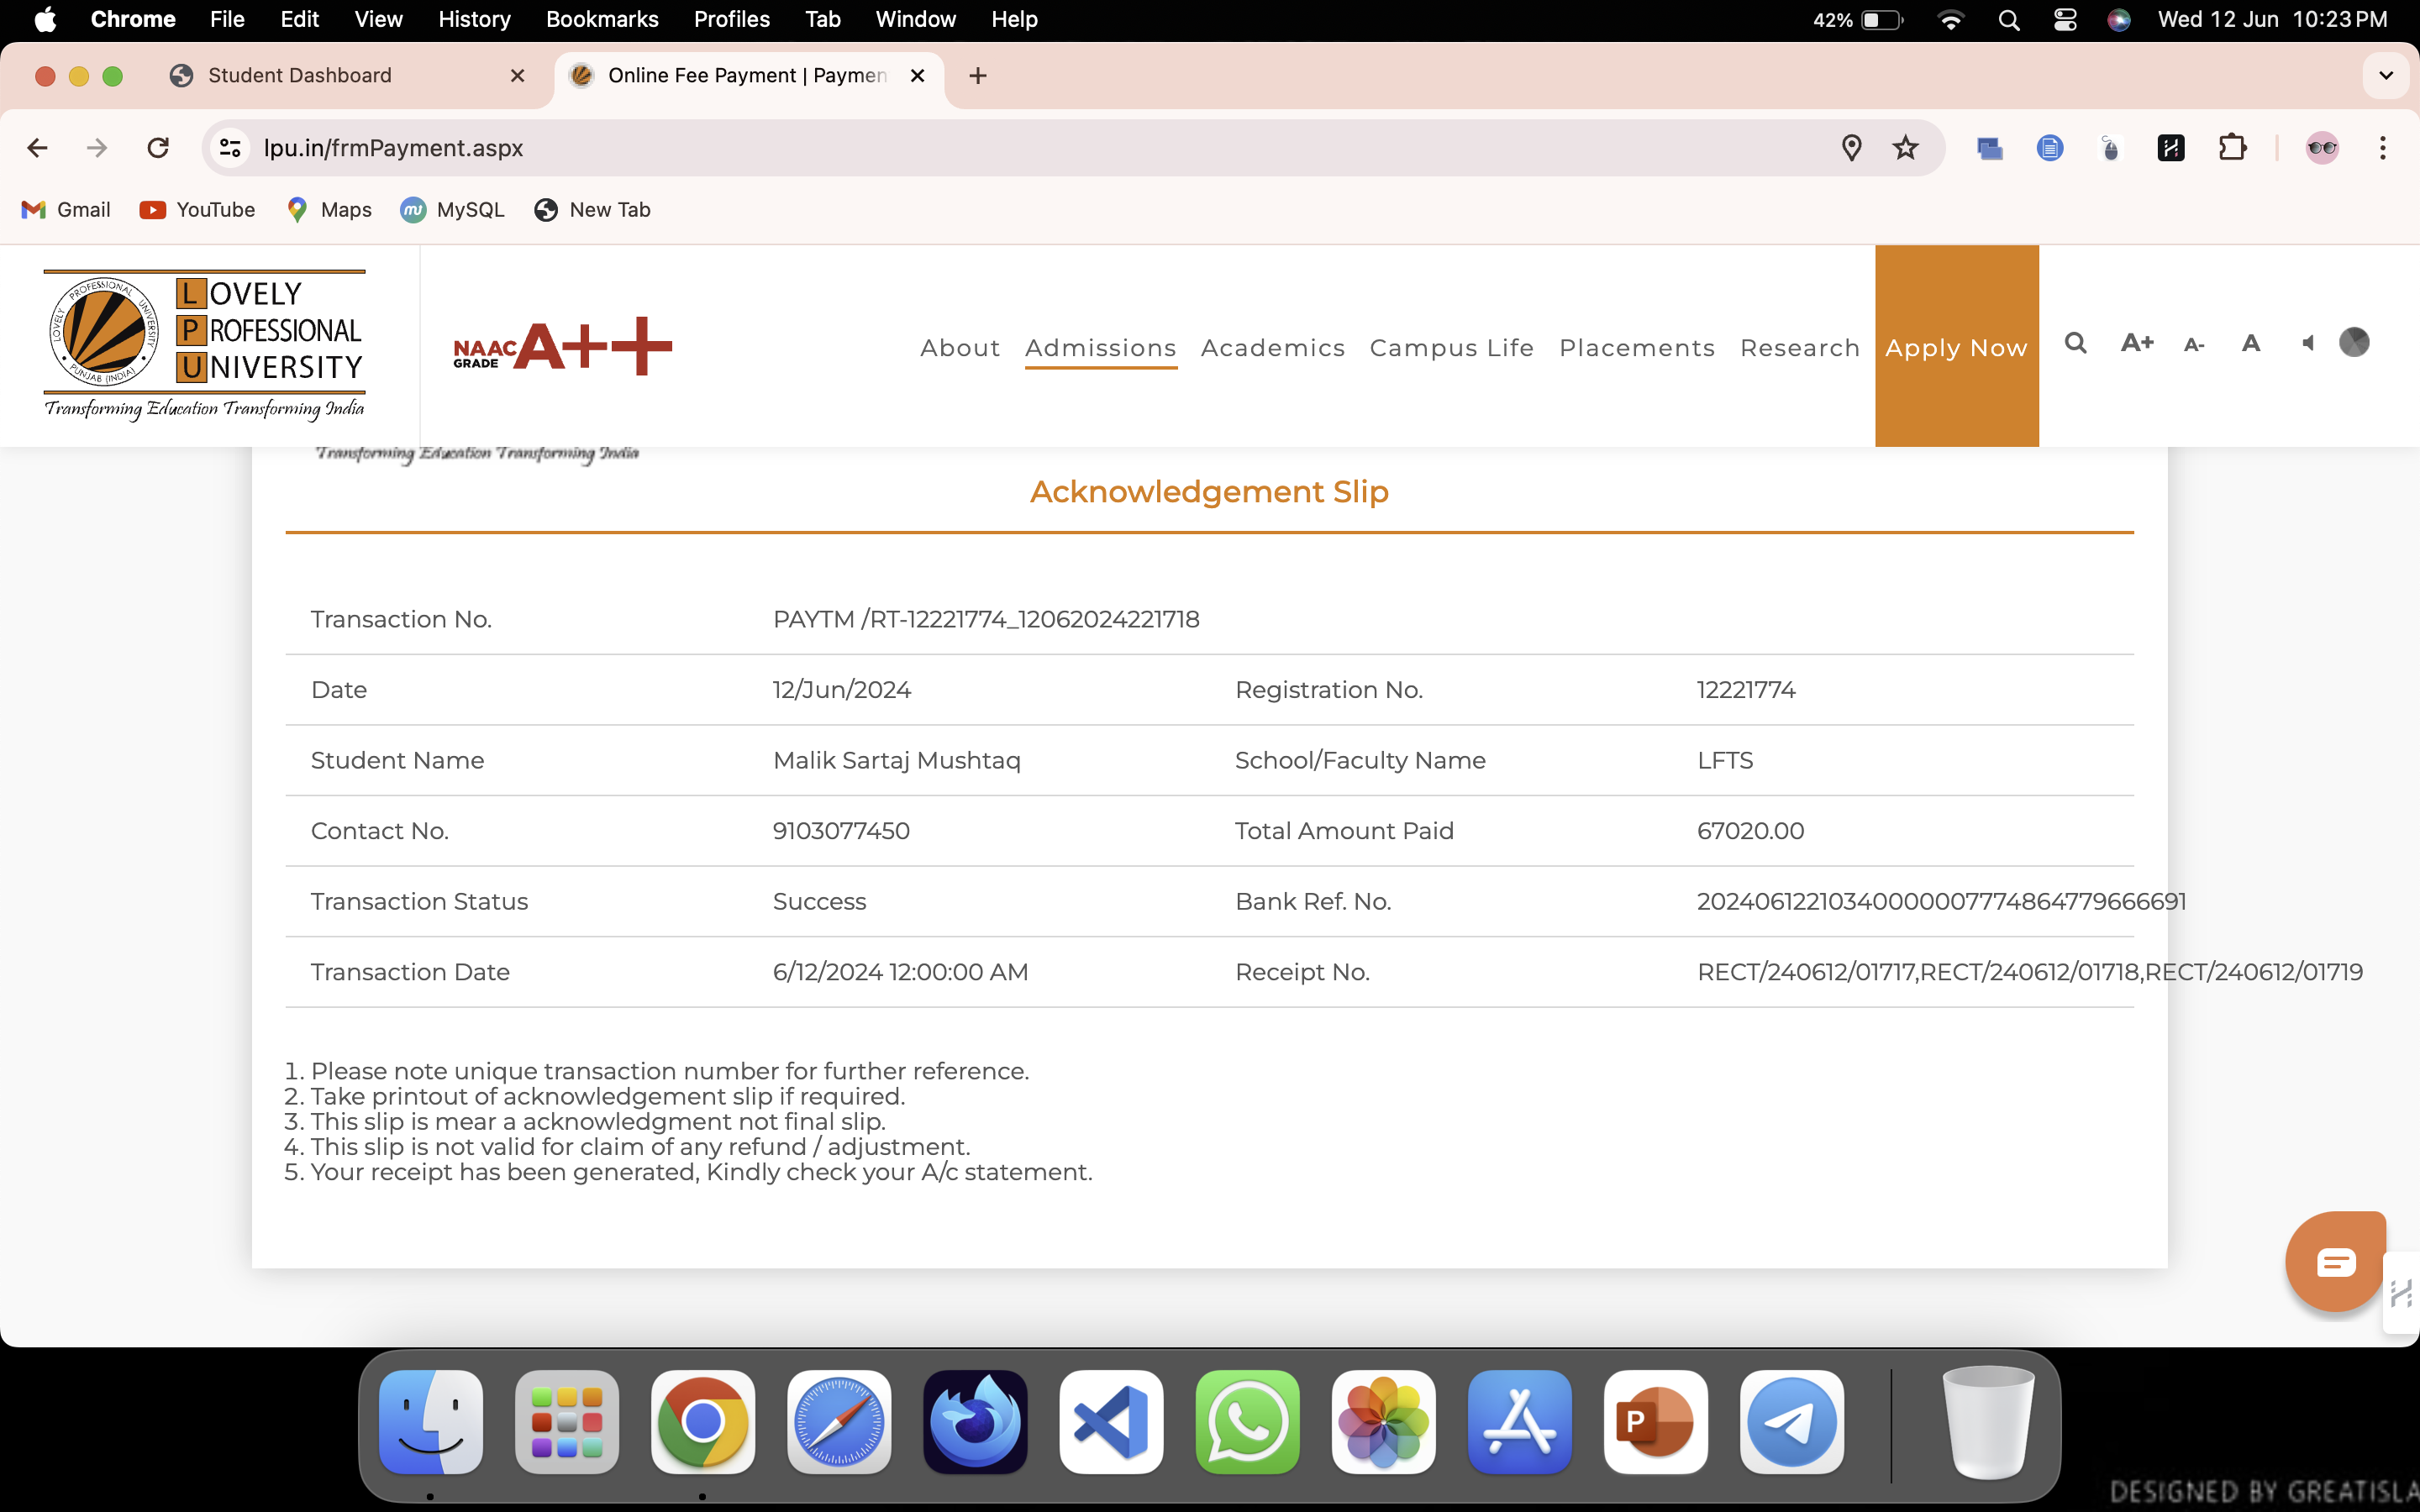 Chrome File Edit View History Bookmarks Profiles Tab Window Help 42% Wed 12 Jun 10:23 PM
Student Dashboard Online Fee Payment | Paymen
lpu.in/frmPayment.aspx
Gmail YouTube Maps MySQL New Tab
PROFESSIONAL UNIVERSITY LOVELY PUNJAB (INDIA)
LOVELY
PROFESSIONAL
UNIVERSITY
Transforming Education Transforming India
NAAC GRADE A++
About Admissions Academics Campus Life Placements Research Apply Now A+ A- A
Transforming Education Transforming India
Acknowledgement Slip
Transaction No. PAYTM /RT-12221774_12062024221718
Date 12/Jun/2024 Registration No. 12221774
Student Name Malik Sartaj Mushtaq School/Faculty Name LFTS
Contact No. 9103077450 Total Amount Paid 67020.00
Transaction Status Success Bank Ref. No. 20240612210340000007774864779666691
Transaction Date 6/12/2024 12:00:00 AM Receipt No. RECT/240612/01717,RECT/240612/01718,RECT/240612/01719
1. Please note unique transaction number for further reference.
2. Take printout of acknowledgement slip if required.
3. This slip is mear a acknowledgment not final slip.
4. This slip is not valid for claim of any refund / adjustment.
5. Your receipt has been generated, Kindly check your A/c statement.
P
DESIGNED BY GREATISLA